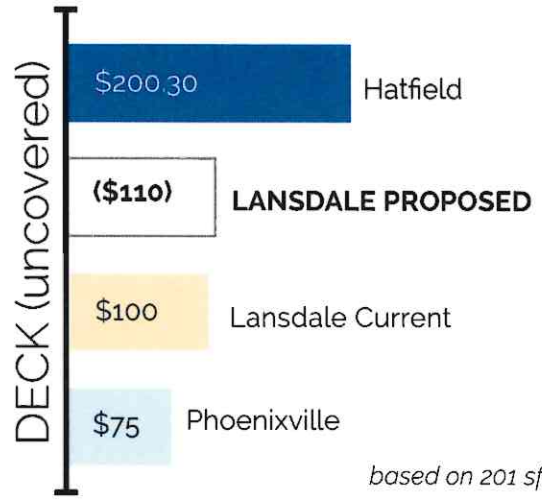 DECK (uncovered)
$200.30 Hatfield
($110) LANSDALE PROPOSED
$100 Lansdale Current
$75 Phoenixville
based on 201 sf